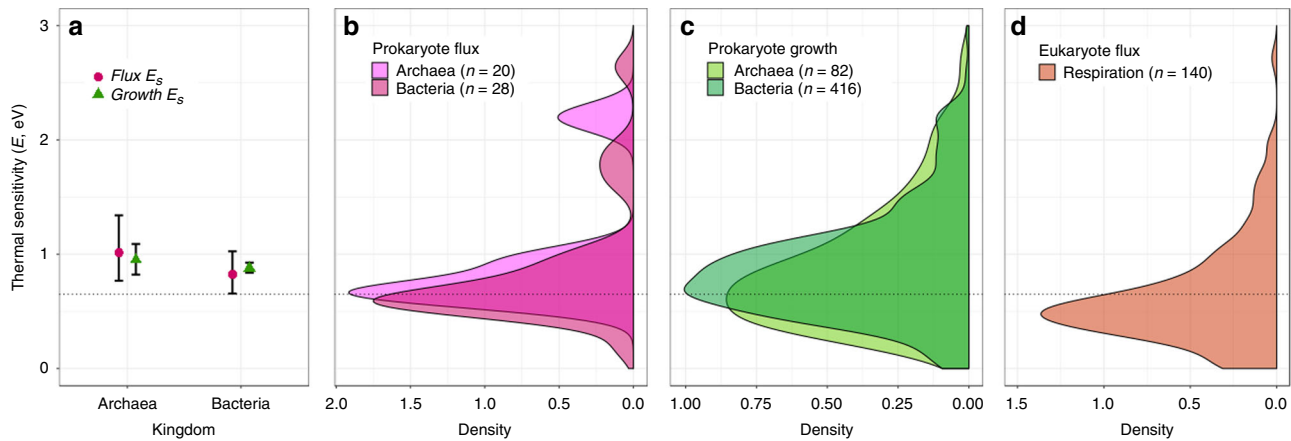 a
Flux Es
Growth Es
Thermal sensitivity (E, eV)
3
2
1
0
Archaea Bacteria
Kingdom
b
Prokaryote flux
Archaea (n = 20)
Bacteria (n = 28)
2.0 1.5 1.0 0.5 0.0
Density
c
Prokaryote growth
Archaea (n = 82)
Bacteria (n = 416)
1.00 0.75 0.50 0.25 0.00
Density
d
Eukaryote flux
Respiration (n = 140)
1.5 1.0 0.5 0.0
Density